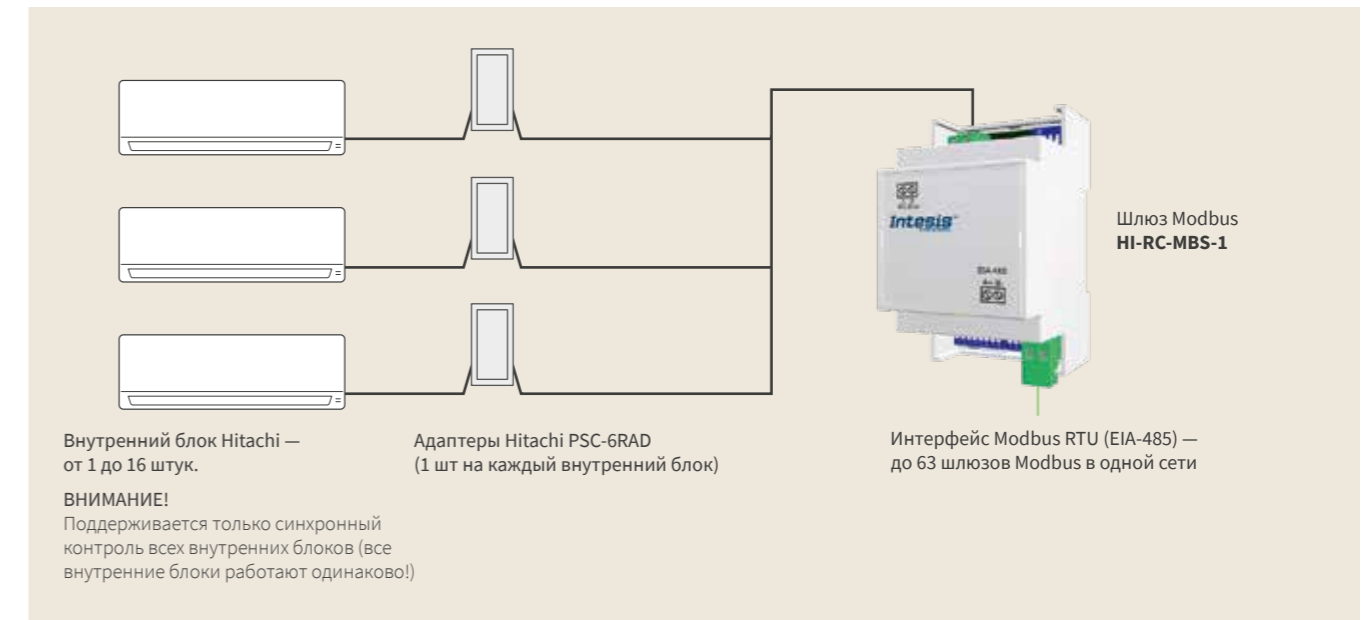 Intesis
EIA-485
Шлюз Modbus
HI-RC-MBS-1
Внутренний блок Hitachi —
от 1 до 16 штук.
ВНИМАНИЕ!
Поддерживается только синхронный
контроль всех внутренних блоков (все
внутренние блоки работают одинаково!)
Адаптеры Hitachi PSC-6RAD
(1 шт на каждый внутренний блок)
Интерфейс Modbus RTU (EIA-485) —
до 63 шлюзов Modbus в одной сети